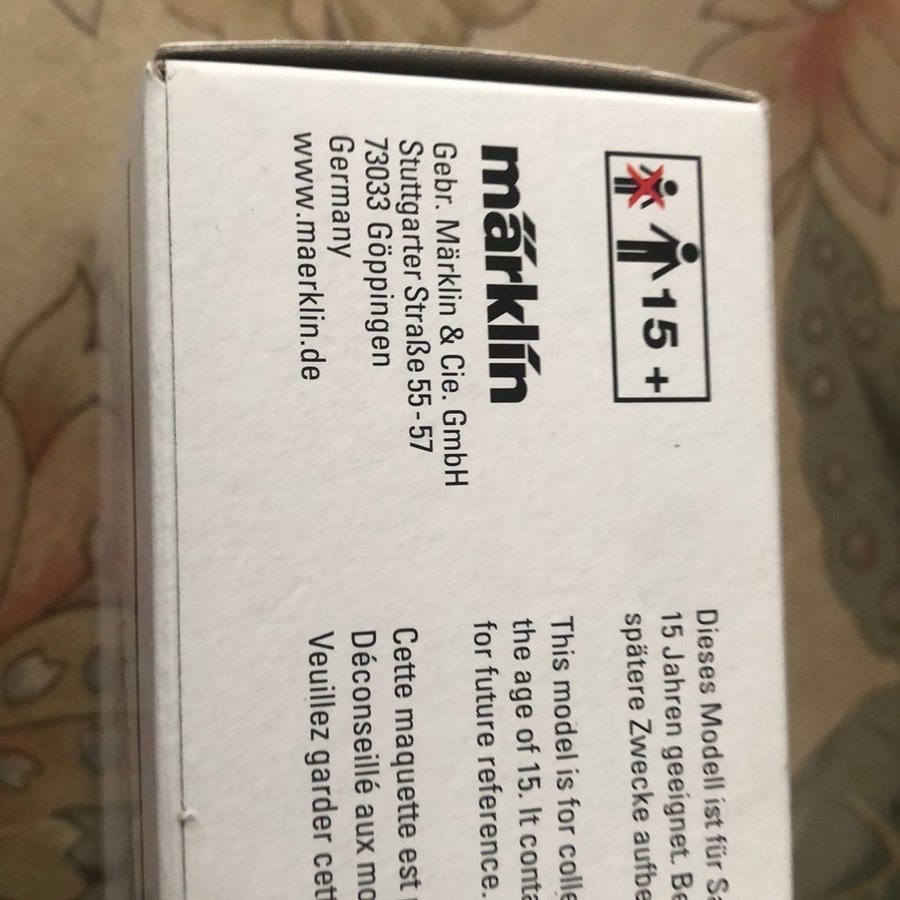 15 +
märklín
Gebr. Märklin & Cie. GmbH
Stuttgarter Straße 55-57
73033 Göppingen
Germany
www.maerklin.de
Dieses Modell ist für
15 Jahren geeignet.
spätere Zwecke
This model is for
the age of 15. It
for future reference.
Cette maquette est
Déconseillé aux
Veuillez garder